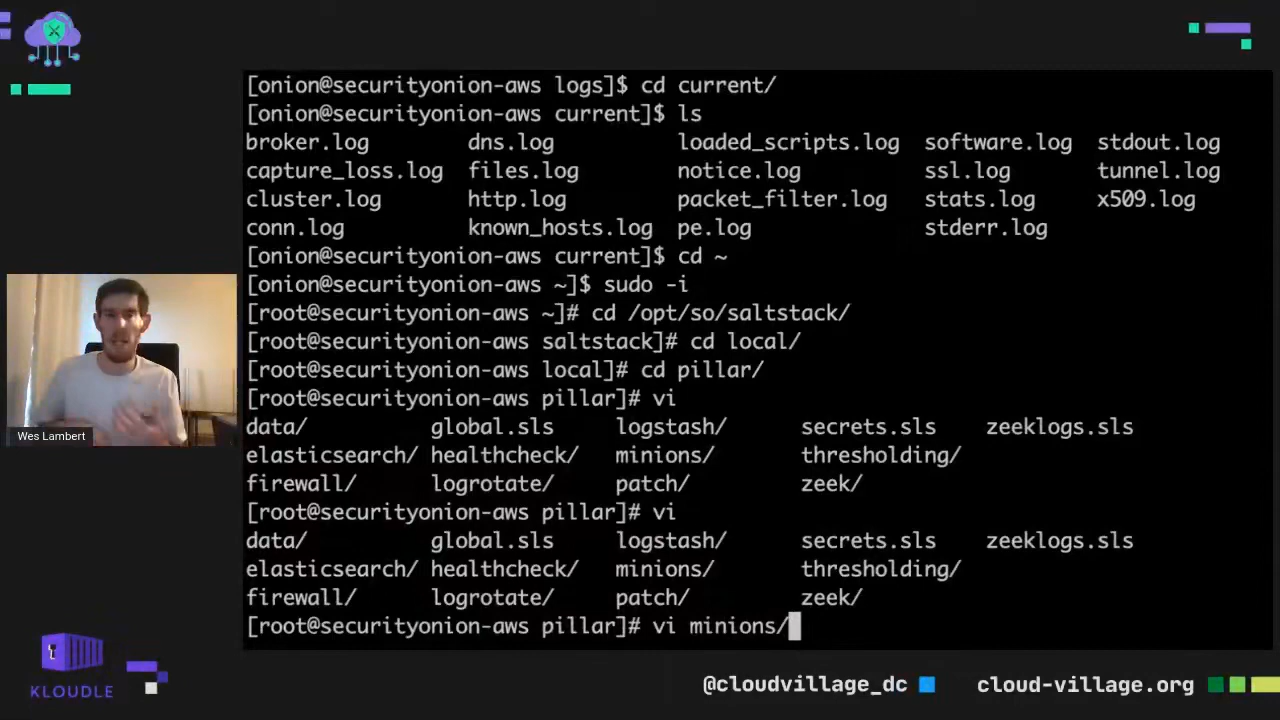 [onion@securityonion-aws logs]$ cd current/
[onion@securityonion-aws current]$ ls
broker.log dns.log loaded_scripts.log software.log stdout.log
capture_loss.log files.log notice.log ssl.log tunnel.log
cluster.log http.log packet_filter.log stats.log x509.log
conn.log known_hosts.log pe.log stderr.log
[onion@securityonion-aws current]$ cd ~
[onion@securityonion-aws ~]$ sudo -i
[root@securityonion-aws ~]# cd /opt/so/saltstack/
[root@securityonion-aws saltstack]# cd local/
[root@securityonion-aws local]# cd pillar/
[root@securityonion-aws pillar]# vi
data/ global.sls logstash/ secrets.sls zeeklogs.sls
elasticsearch/ healthcheck/ minions/ thresholding/
firewall/ logrotate/ patch/ zeek/
[root@securityonion-aws pillar]# vi
data/ global.sls logstash/ secrets.sls zeeklogs.sls
elasticsearch/ healthcheck/ minions/ thresholding/
firewall/ logrotate/ patch/ zeek/
[root@securityonion-aws pillar]# vi minions/
Wes Lambert
KLOUDLE
@cloudvillage_dc
cloud-village.org